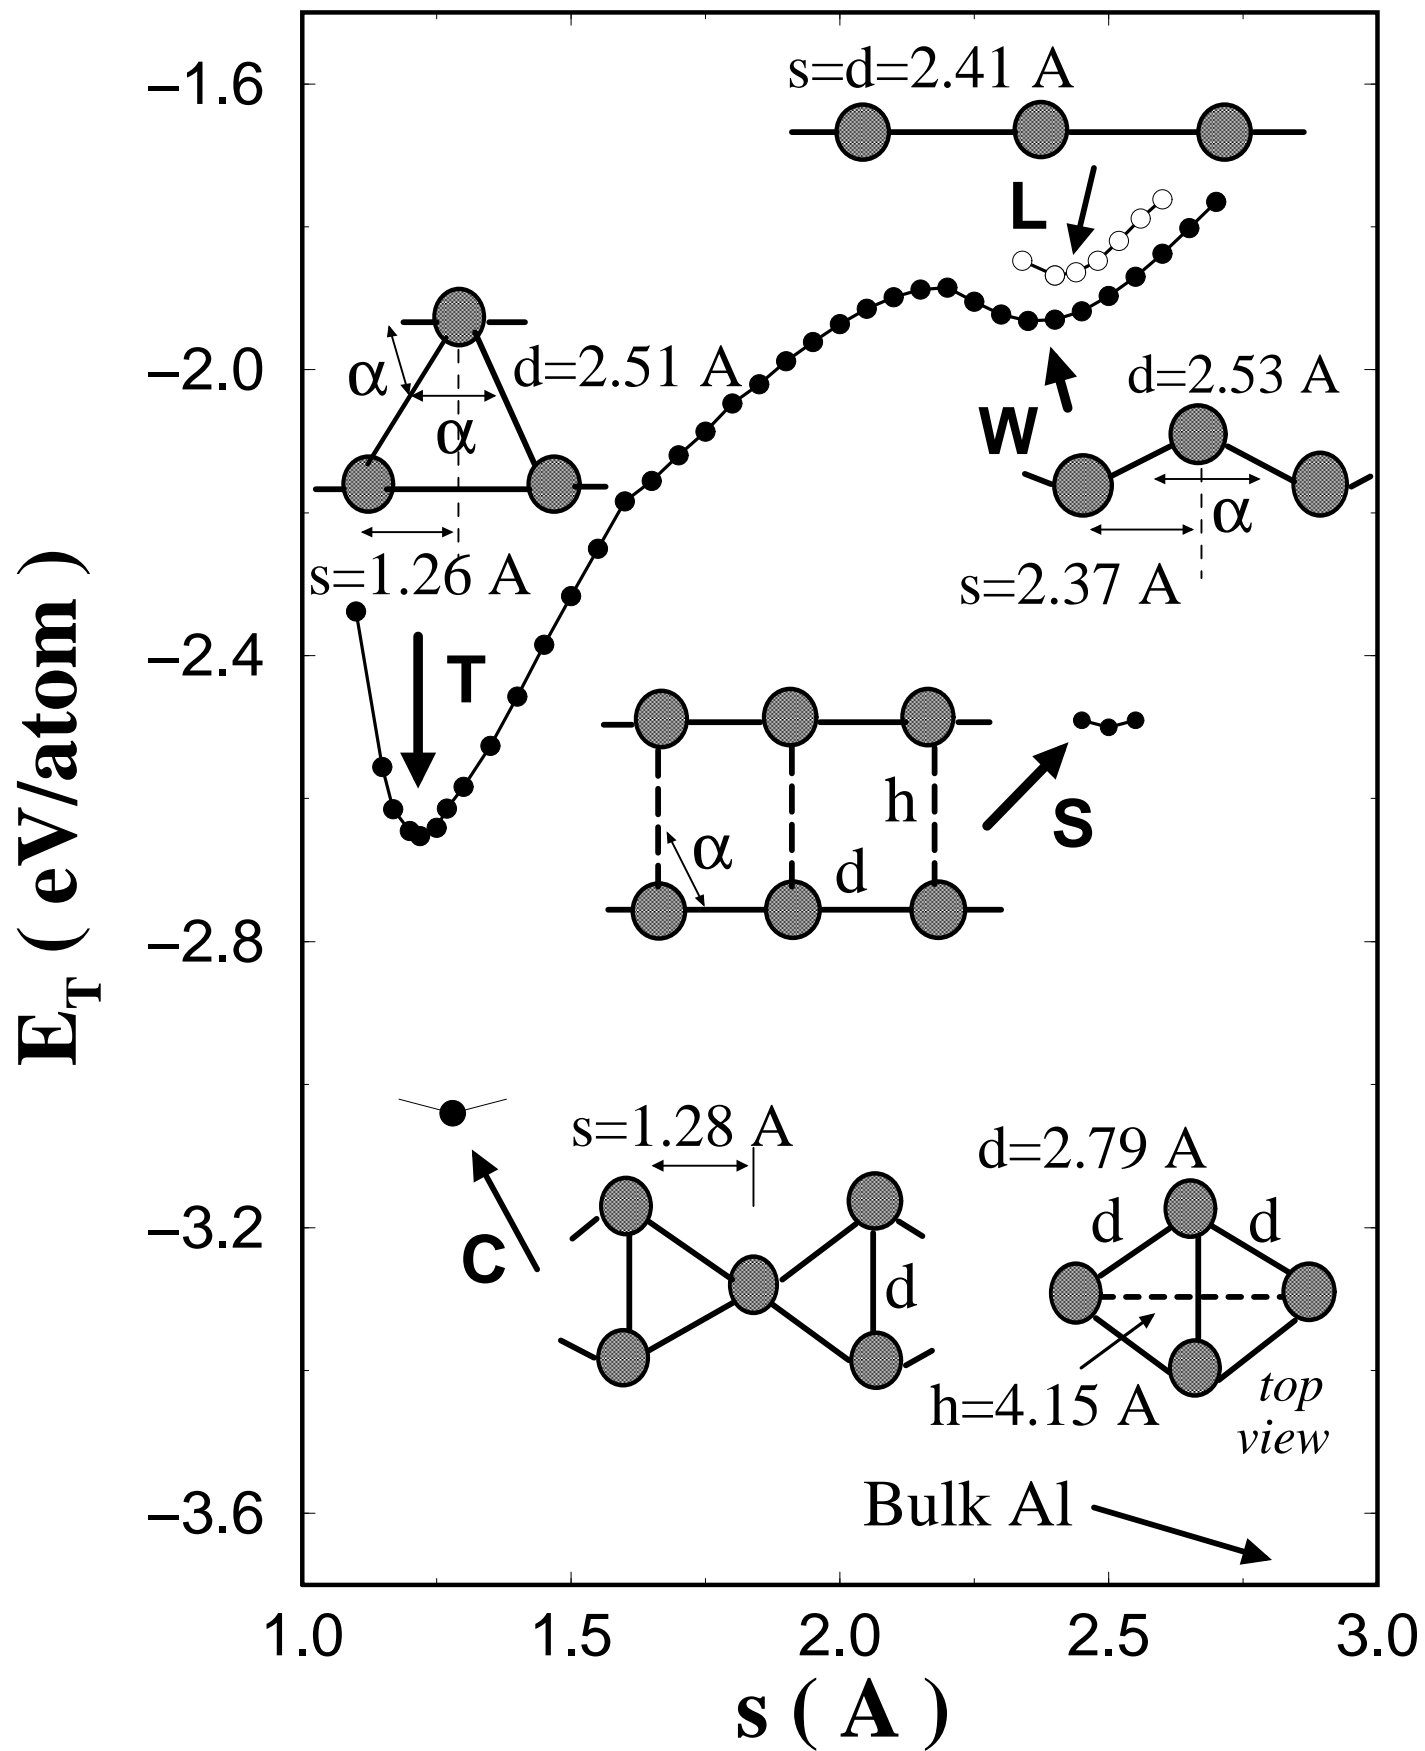 s=d=2.41 A
−1.6
L
−2.0
α
d=2.51 A
α
d=2.53 A
W
α
s=1.26 A
s=2.37 A
−2.4
T
h
S
α
d
−2.8
s=1.28 A
d=2.79 A
−3.2
C
d
d
d
h=4.15 A
top
view
Bulk Al
−3.6
1.0
1.5
2.0
2.5
3.0
s ( A )
E_T ( eV/atom )